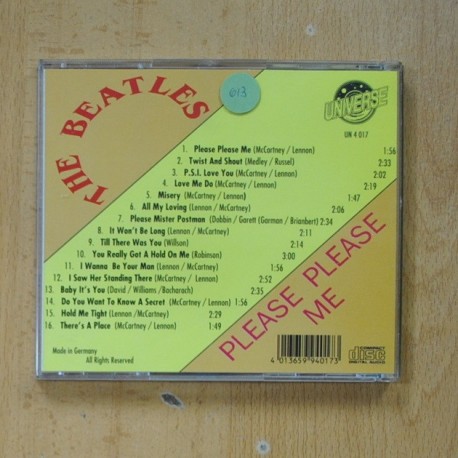 THE BEATLES
613
UNIVERSE
UN 4 017
1. Please Please Me (McCartney / Lennon) 1:56
2. Twist And Shout (Medley / Russel) 2:33
3. P.S.I. Love You (McCartney / Lennon) 2:02
4. Love Me Do (McCartney / Lennon) 2:19
5. Misery (McCartney / Lennon) 1:47
6. All My Loving (Lennon / McCartney) 2:06
7. Please Mister Postman (Dobbin / Garett (Garman / Brianbert) 2:34
8. It Won't Be Long (Lennon / McCartney) 2:11
9. Till There Was You (Willson) 2:14
10. You Really Got A Hold On Me (Robinson) 3:00
11. I Wanna Be Your Man (Lennon / McCartney) 1:56
12. I Saw Her Standing There (McCartney / Lennon) 2:52
13. Baby It's You (David / Williams / Bacharach) 2:35
14. Do You Want To Know A Secret (McCartney / Lennon) 1:56
15. Hold Me Tight (Lennon / McCartney) 2:29
16. There's A Place (McCartney / Lennon) 1:49
PLEASE PLEASE
ME
Made in Germany
All Rights Reserved
4 013659 940173
COMPACT
disc
DIGITAL AUDIO